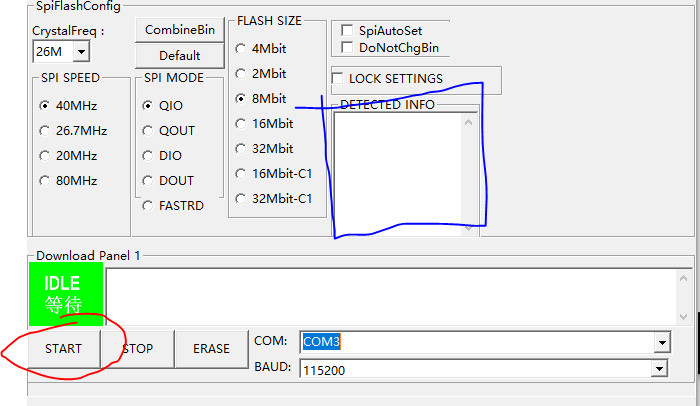 SpiFlashConfig
CrystalFreq :
26M
CombineBin
Default
SPI SPEED
40MHz
26.7MHz
20MHz
80MHz
SPI MODE
QIO
QOUT
DIO
DOUT
FASTRD
FLASH SIZE
4Mbit
2Mbit
8Mbit
16Mbit
32Mbit
16Mbit-C1
32Mbit-C1
SpiAutoSet
DoNotChgBin
LOCK SETTINGS
DETECTED INFO
Download Panel 1
IDLE
等待
START
STOP
ERASE
COM:
COM3
BAUD:
115200